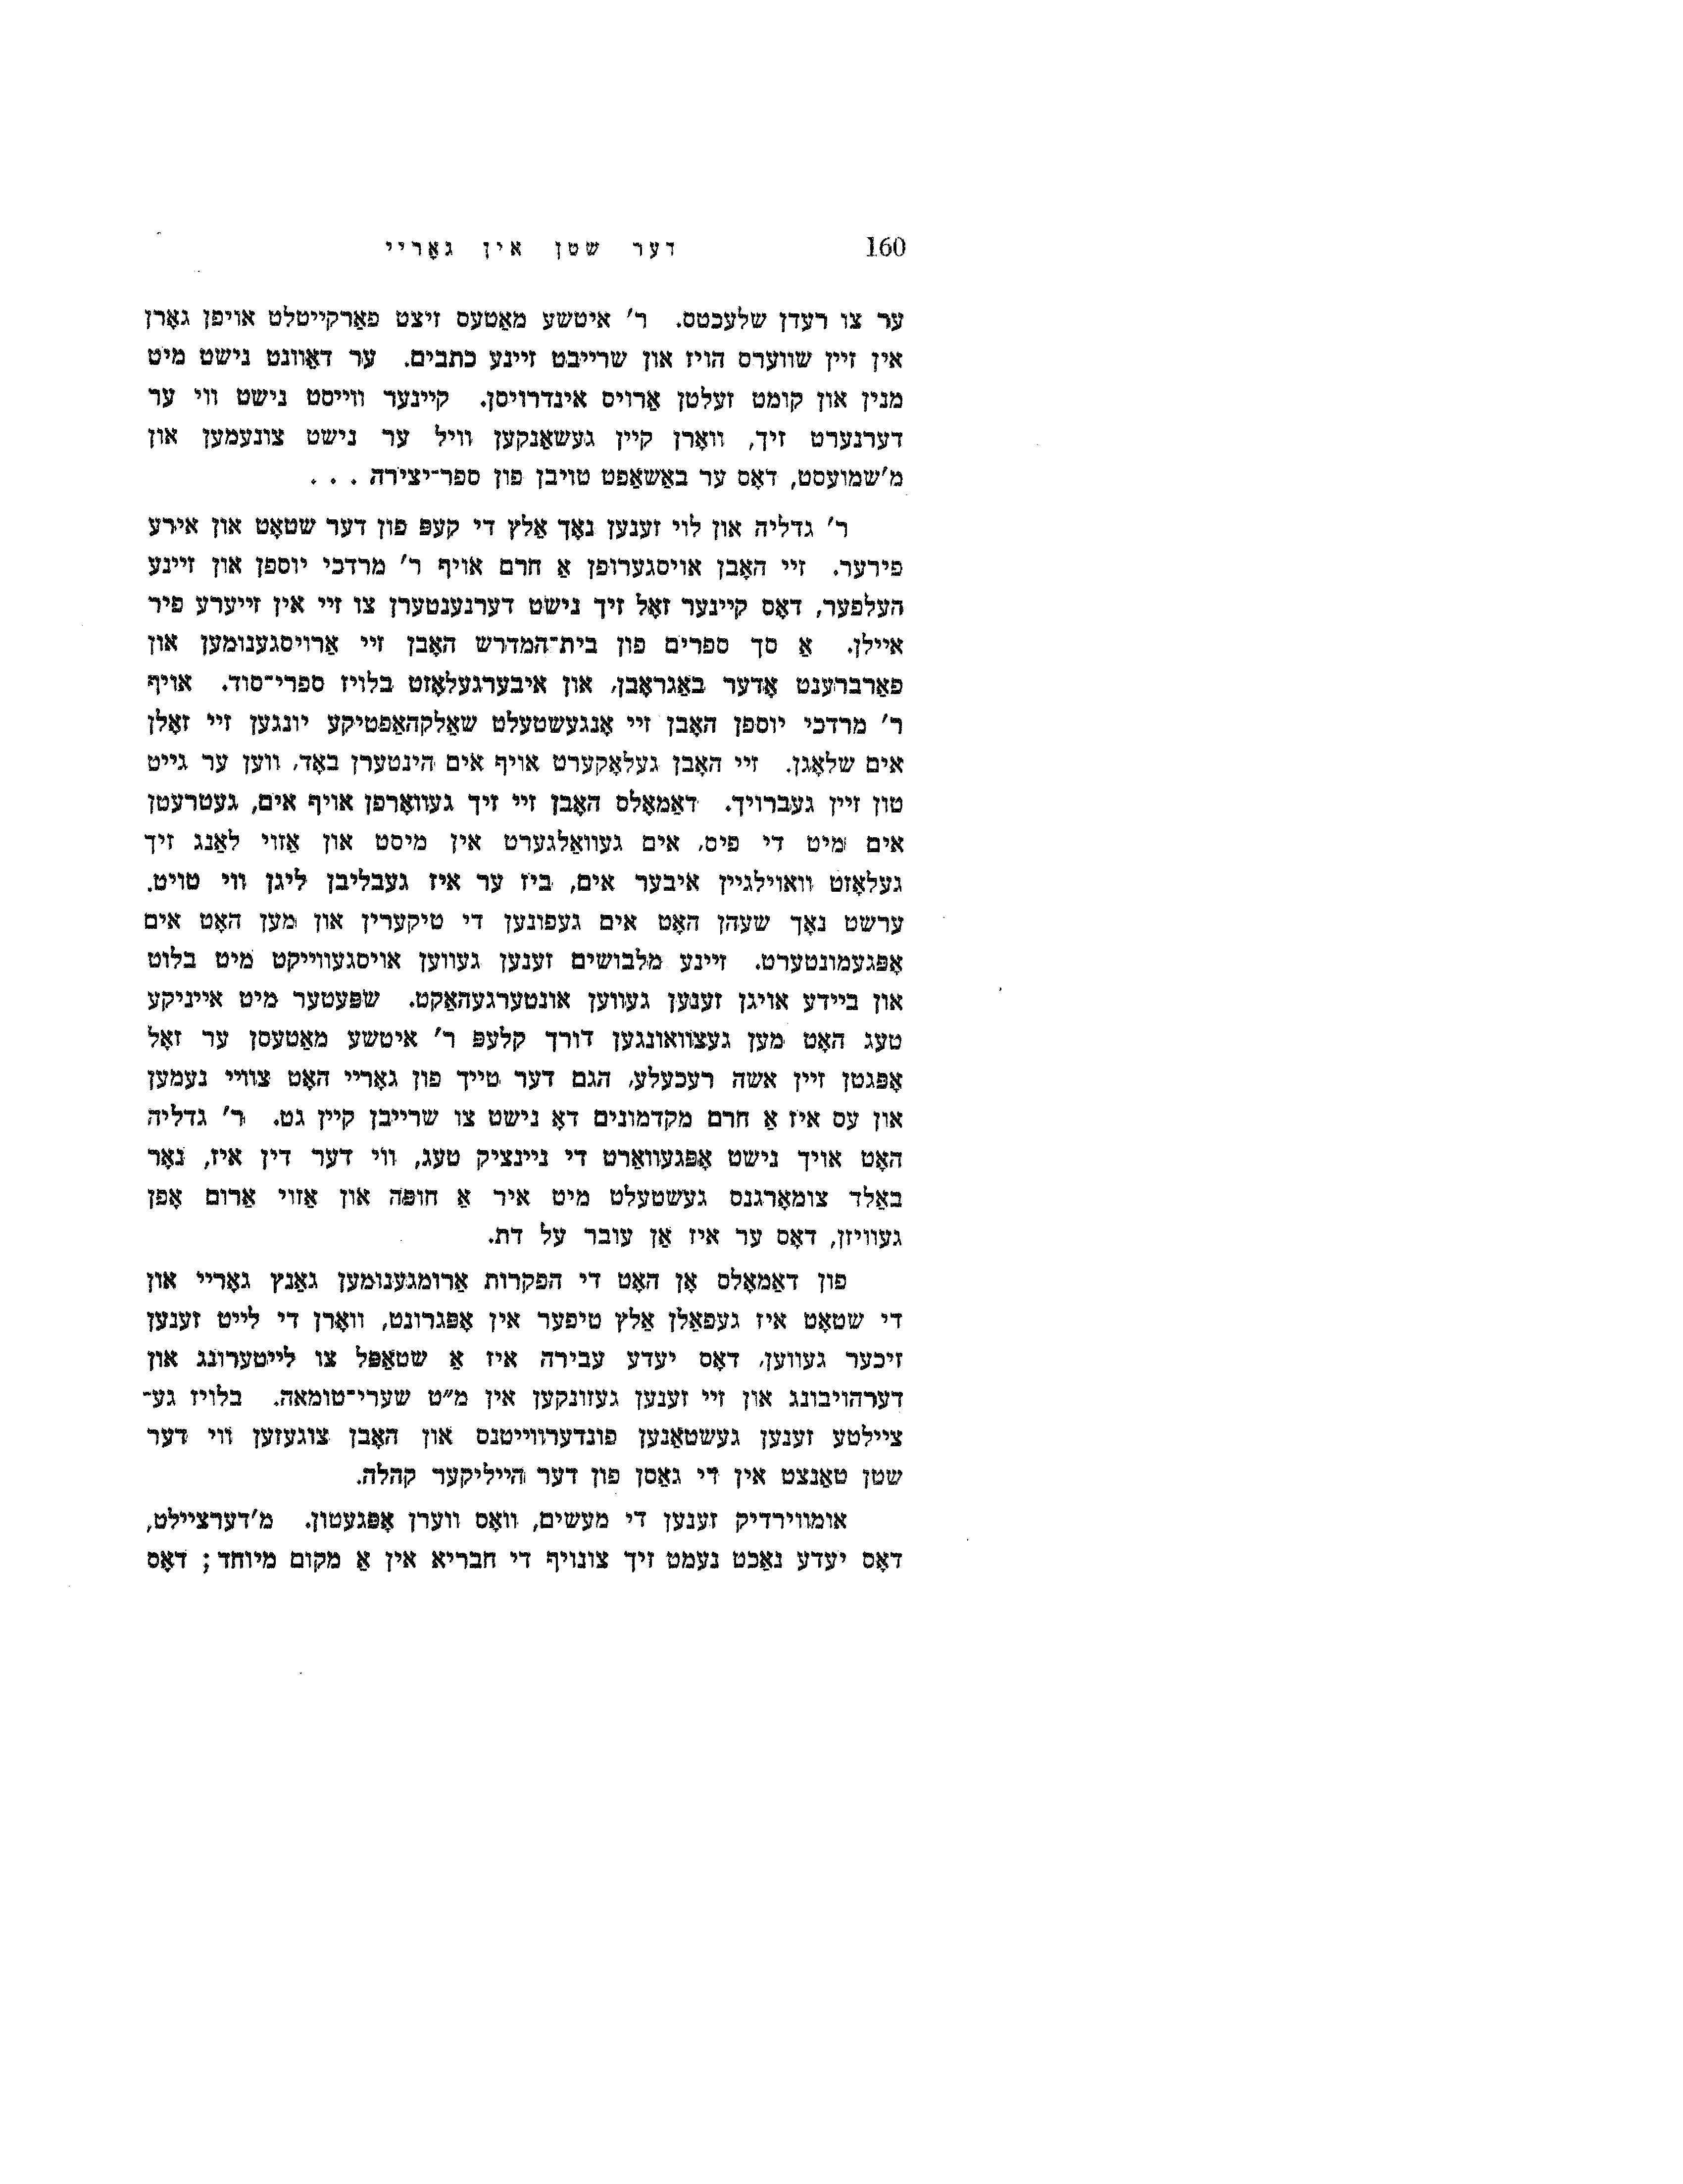 160 דער שטן אין גאָריי
ער צו רעדן שלעכטס. ר' איטשע מאַטעס זיצט פאַרקייטלט אויפן גאָרן
אין זיין שווערס הויז און שרייבט זיינע כתבים. ער דאַוונט נישט מיט
מנין און קומט זעלטן אַרויס אינדרויסן. קיינער ווייסט נישט ווי ער
דערנערט זיך, וואָרן קיין געשאַנקען וויל ער נישט צונעמען און
מ'שמועסט, דאָס ער באַשאַפט טויבן פון ספר־יצירה . . .
ר' גדליה און לוי זענען נאָך אַלץ די קעפּ פון דער שטאָט און אירע
פירער. זיי האָבן אויסגערופן אַ חרם אויף ר' מרדכי יוספן און זיינע
העלפער, דאָס קיינער זאָל זיך נישט דערנענטערן צו זיי אין זייערע פיר
איילן. אַ סך ספרים פון בית־המדרש האָבן זיי אַרויסגענומען און
פאַרברענט אָדער באַגראָבן, און איבערגעלאָזט בלויז ספרי־סוד. אויף
ר' מרדכי יוספן האָבן זיי אָנגעשטעלט שאַלקהאַפטיקע יונגען זיי זאָלן
אים שלאָגן. זיי האָבן געלאָקערט אויף אים הינטערן באָד, ווען ער גייט
טון זיין געברויך. דאַמאָלס האָבן זיי זיך געוואָרפן אויף אים, געטרעטן
אים מיט די פיס, אים געוואַלגערט אין מיסט און אַזוי לאַנג זיך
געלאָזט וואוילגיין איבער אים, ביז ער איז געבליבן ליגן ווי טויט.
ערשט נאָך שעהן האָט אים געפונען די טיקערין און מען האָט אים
אָפּגעמונטערט. זיינע מלבושים זענען געווען אויסגעווייקט מיט בלוט
און ביידע אויגן זענען געווען אונטערגעהאַקט. שפּעטער מיט אייניקע
טעג האָט מען געצוואונגען דורך קלעפּ ר' איטשע מאַטעסן ער זאָל
אָפּגטן זיין אשה רעכעלע, הגם דער טייך פון גאָריי האָט צוויי נעמען
און עס איז אַ חרם מקדמונים דאָ נישט צו שרייבן קיין גט. ר' גדליה
האָט אויך נישט אָפּגעוואַרט די ניינציק טעג, ווי דער דין איז, נאָר
באַלד צומאָרגנס געשטעלט מיט איר אַ חופּה און אַזוי אַרום אָפן
געוויזן, דאָס ער איז אַן עובר על דת.
פון דאַמאָלס אָן האָט די הפקרות אַרומגענומען גאַנץ גאָריי און
די שטאָט איז געפאַלן אַלץ טיפער אין אָפּגרונט, וואָרן די לייט זענען
זיכער געווען, דאָס יעדע עבירה איז אַ שטאַפּל צו לייטערונג און
דערהויבונג און זיי זענען געזונקען אין מ״ט שערי־טומאה. בלויז גע־
ציילטע זענען געשטאַנען פונדערווייטנס און האָבן צוגעזען ווי דער
שטן טאַנצט אין די גאַסן פון דער הייליקער קהלה.
אומווירדיק זענען די מעשים, וואָס ווערן אָפּגעטון. מ'דערציילט,
דאָס יעדע נאַכט נעמט זיך צונויף די חבריא אין אַ מקום מיוחד; דאָס